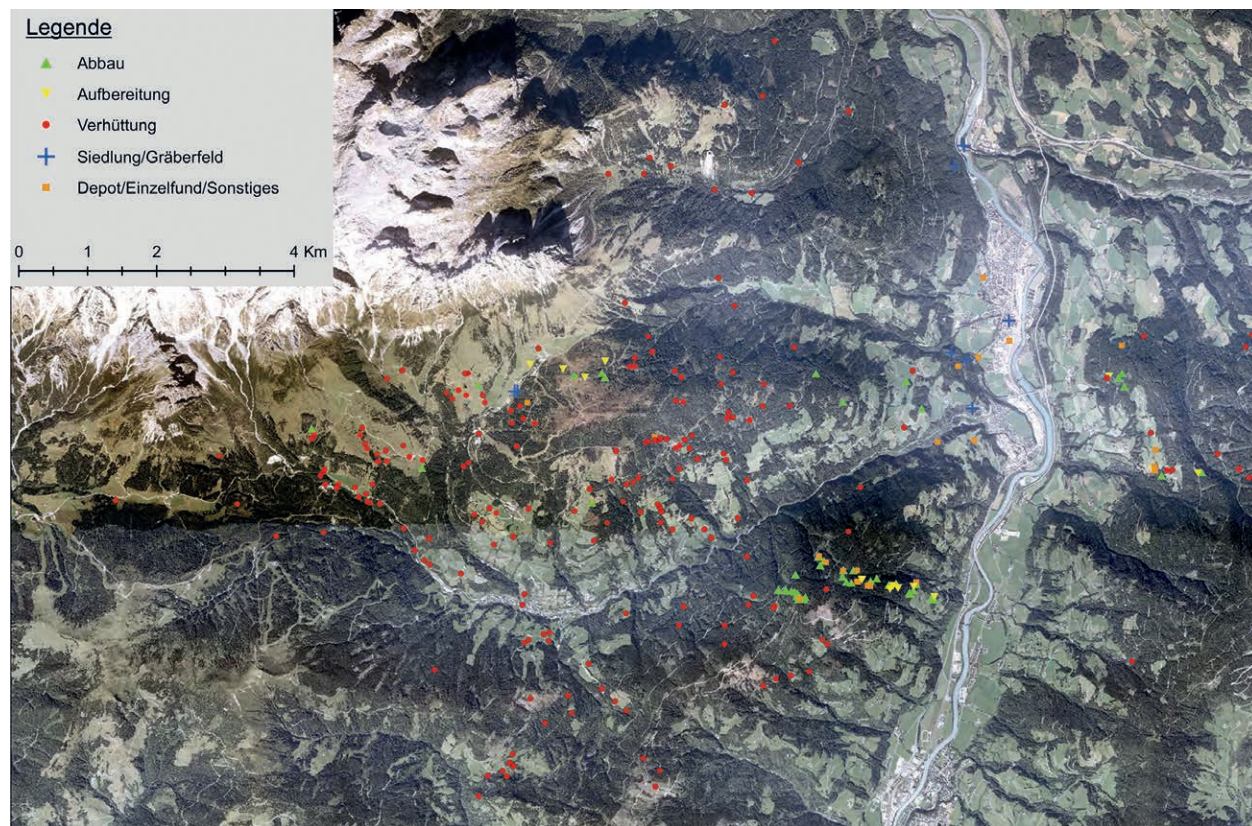 Legende
Abbau
Aufbereitung
Verhüttung
Siedlung/Gräberfeld
Depot/Einzelfund/Sonstiges
0 1 2 4 Km